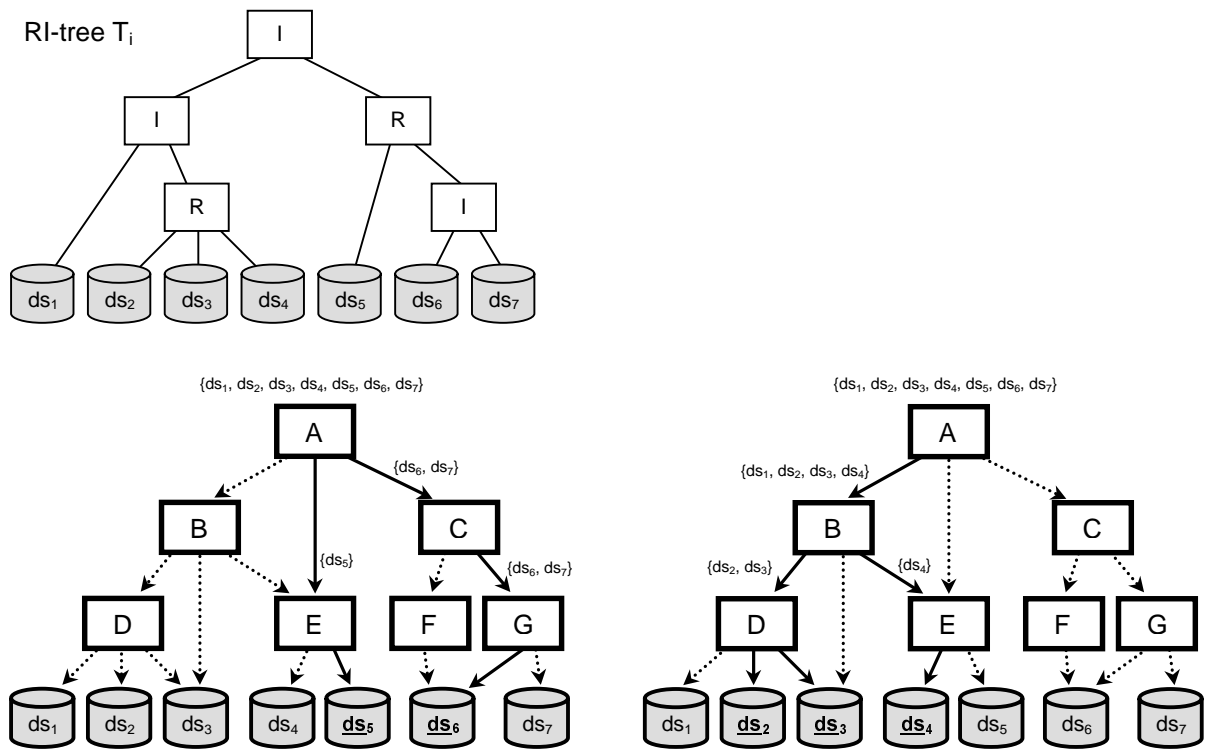 RI-tree Tᵢ
I
I
R
R
I
ds₁ ds₂ ds₃ ds₄ ds₅ ds₆ ds₇
{ds₁, ds₂, ds₃, ds₄, ds₅, ds₆, ds₇}
A
{ds₆, ds₇}
B
C
{ds₅}
{ds₆, ds₇}
D
E
F
G
ds₁ ds₂ ds₃ ds₄ ds₅ ds₆ ds₇
{ds₁, ds₂, ds₃, ds₄, ds₅, ds₆, ds₇}
A
{ds₁, ds₂, ds₃, ds₄}
B
C
{ds₂, ds₃}
{ds₄}
D
E
F
G
ds₁ ds₂ ds₃ ds₄ ds₅ ds₆ ds₇